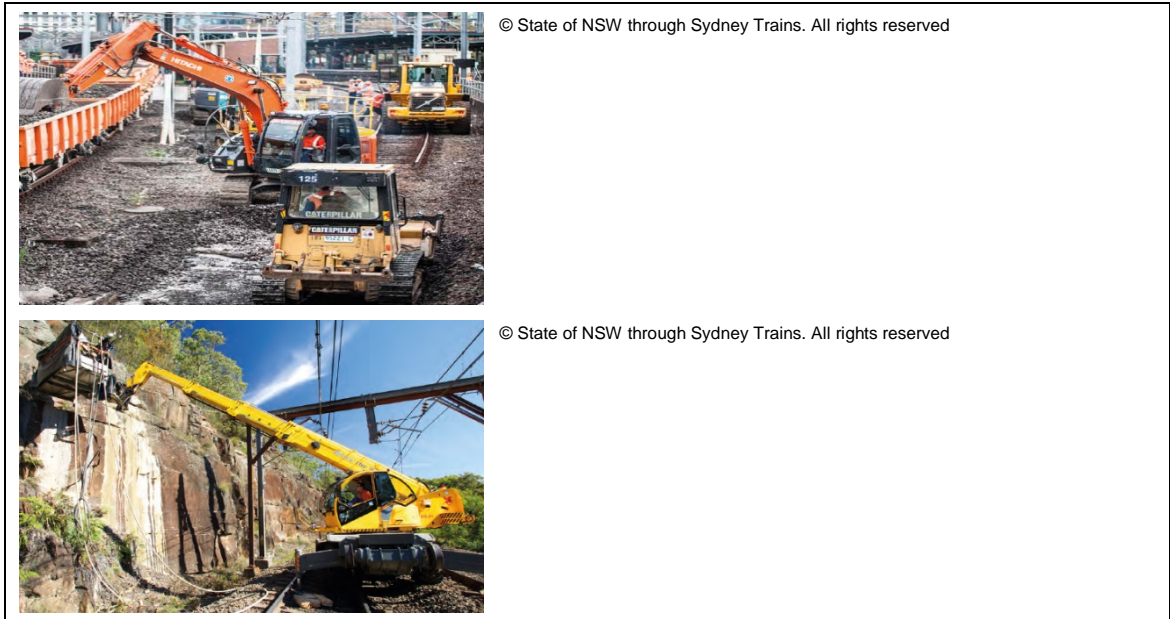 © State of NSW through Sydney Trains. All rights reserved
HITACHI
125
CATERPILLAR
CATERPILLAR
© State of NSW through Sydney Trains. All rights reserved